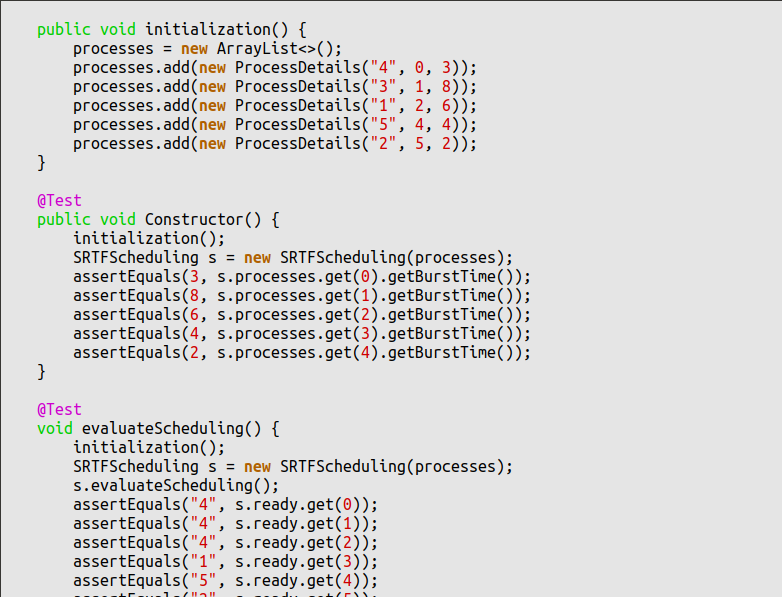 public void initialization() {
processes = new ArrayList<>();
processes.add(new ProcessDetails("4", 0, 3));
processes.add(new ProcessDetails("3", 1, 8));
processes.add(new ProcessDetails("1", 2, 6));
processes.add(new ProcessDetails("5", 4, 4));
processes.add(new ProcessDetails("2", 5, 2));
}
@Test
public void Constructor() {
initialization();
SRTFScheduling s = new SRTFScheduling(processes);
assertEquals(3, s.processes.get(0).getBurstTime());
assertEquals(8, s.processes.get(1).getBurstTime());
assertEquals(6, s.processes.get(2).getBurstTime());
assertEquals(4, s.processes.get(3).getBurstTime());
assertEquals(2, s.processes.get(4).getBurstTime());
}
@Test
void evaluateScheduling() {
initialization();
SRTFScheduling s = new SRTFScheduling(processes);
s.evaluateScheduling();
assertEquals("4", s.ready.get(0));
assertEquals("4", s.ready.get(1));
assertEquals("4", s.ready.get(2));
assertEquals("1", s.ready.get(3));
assertEquals("5", s.ready.get(4));